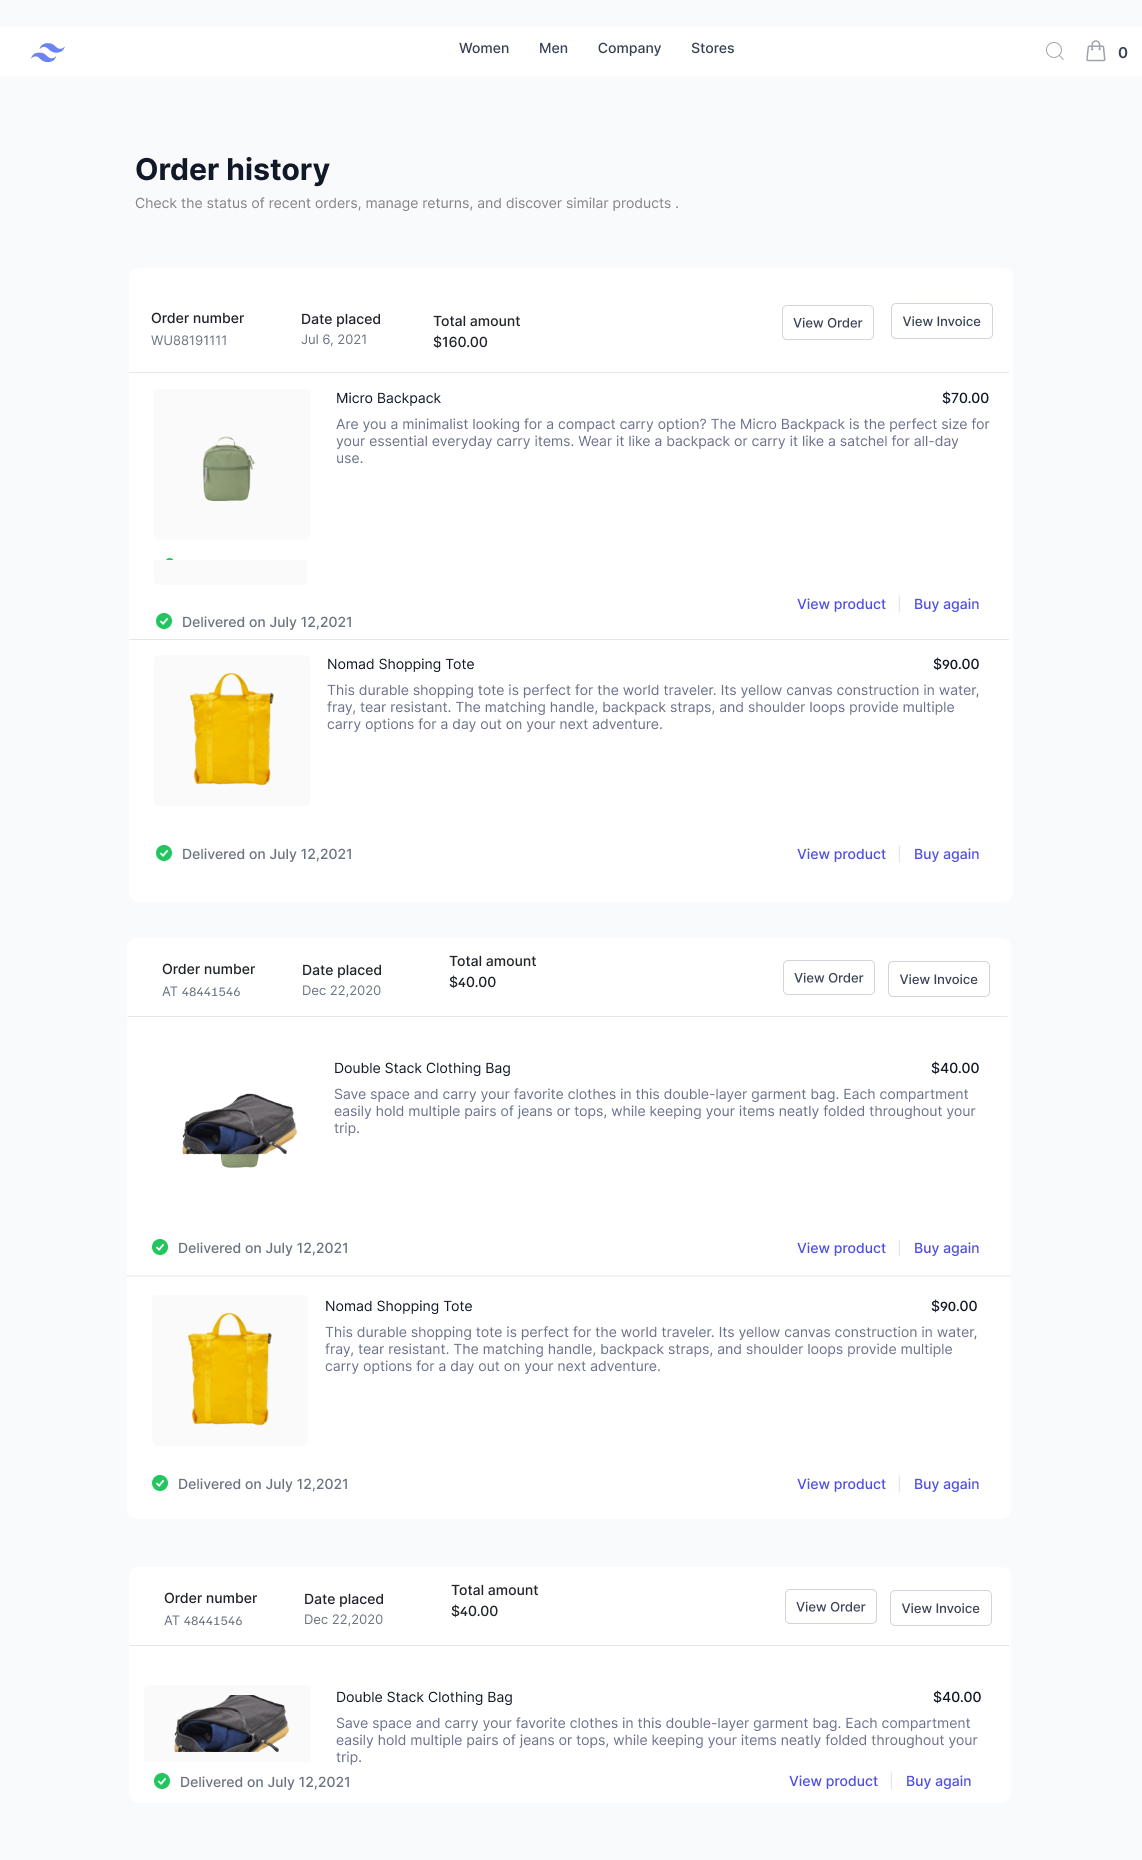 Women Men Company Stores 0
Order history
Check the status of recent orders, manage returns, and discover similar products .
Order number Date placed Total amount View Order View Invoice
WU88191111 Jul 6, 2021 $160.00
Micro Backpack $70.00
Are you a minimalist looking for a compact carry option? The Micro Backpack is the perfect size for
your essential everyday carry items. Wear it like a backpack or carry it like a satchel for all-day
use.
View product Buy again
Delivered on July 12,2021
Nomad Shopping Tote $90.00
This durable shopping tote is perfect for the world traveler. Its yellow canvas construction in water,
fray, tear resistant. The matching handle, backpack straps, and shoulder loops provide multiple
carry options for a day out on your next adventure.
Delivered on July 12,2021 View product Buy again
Order number Date placed Total amount View Order View Invoice
AT 48441546 Dec 22,2020 $40.00
Double Stack Clothing Bag $40.00
Save space and carry your favorite clothes in this double-layer garment bag. Each compartment
easily hold multiple pairs of jeans or tops, while keeping your items neatly folded throughout your
trip.
Delivered on July 12,2021 View product Buy again
Nomad Shopping Tote $90.00
This durable shopping tote is perfect for the world traveler. Its yellow canvas construction in water,
fray, tear resistant. The matching handle, backpack straps, and shoulder loops provide multiple
carry options for a day out on your next adventure.
Delivered on July 12,2021 View product Buy again
Order number Date placed Total amount View Order View Invoice
AT 48441546 Dec 22,2020 $40.00
Double Stack Clothing Bag $40.00
Save space and carry your favorite clothes in this double-layer garment bag. Each compartment
easily hold multiple pairs of jeans or tops, while keeping your items neatly folded throughout your
trip.
Delivered on July 12,2021 View product Buy again